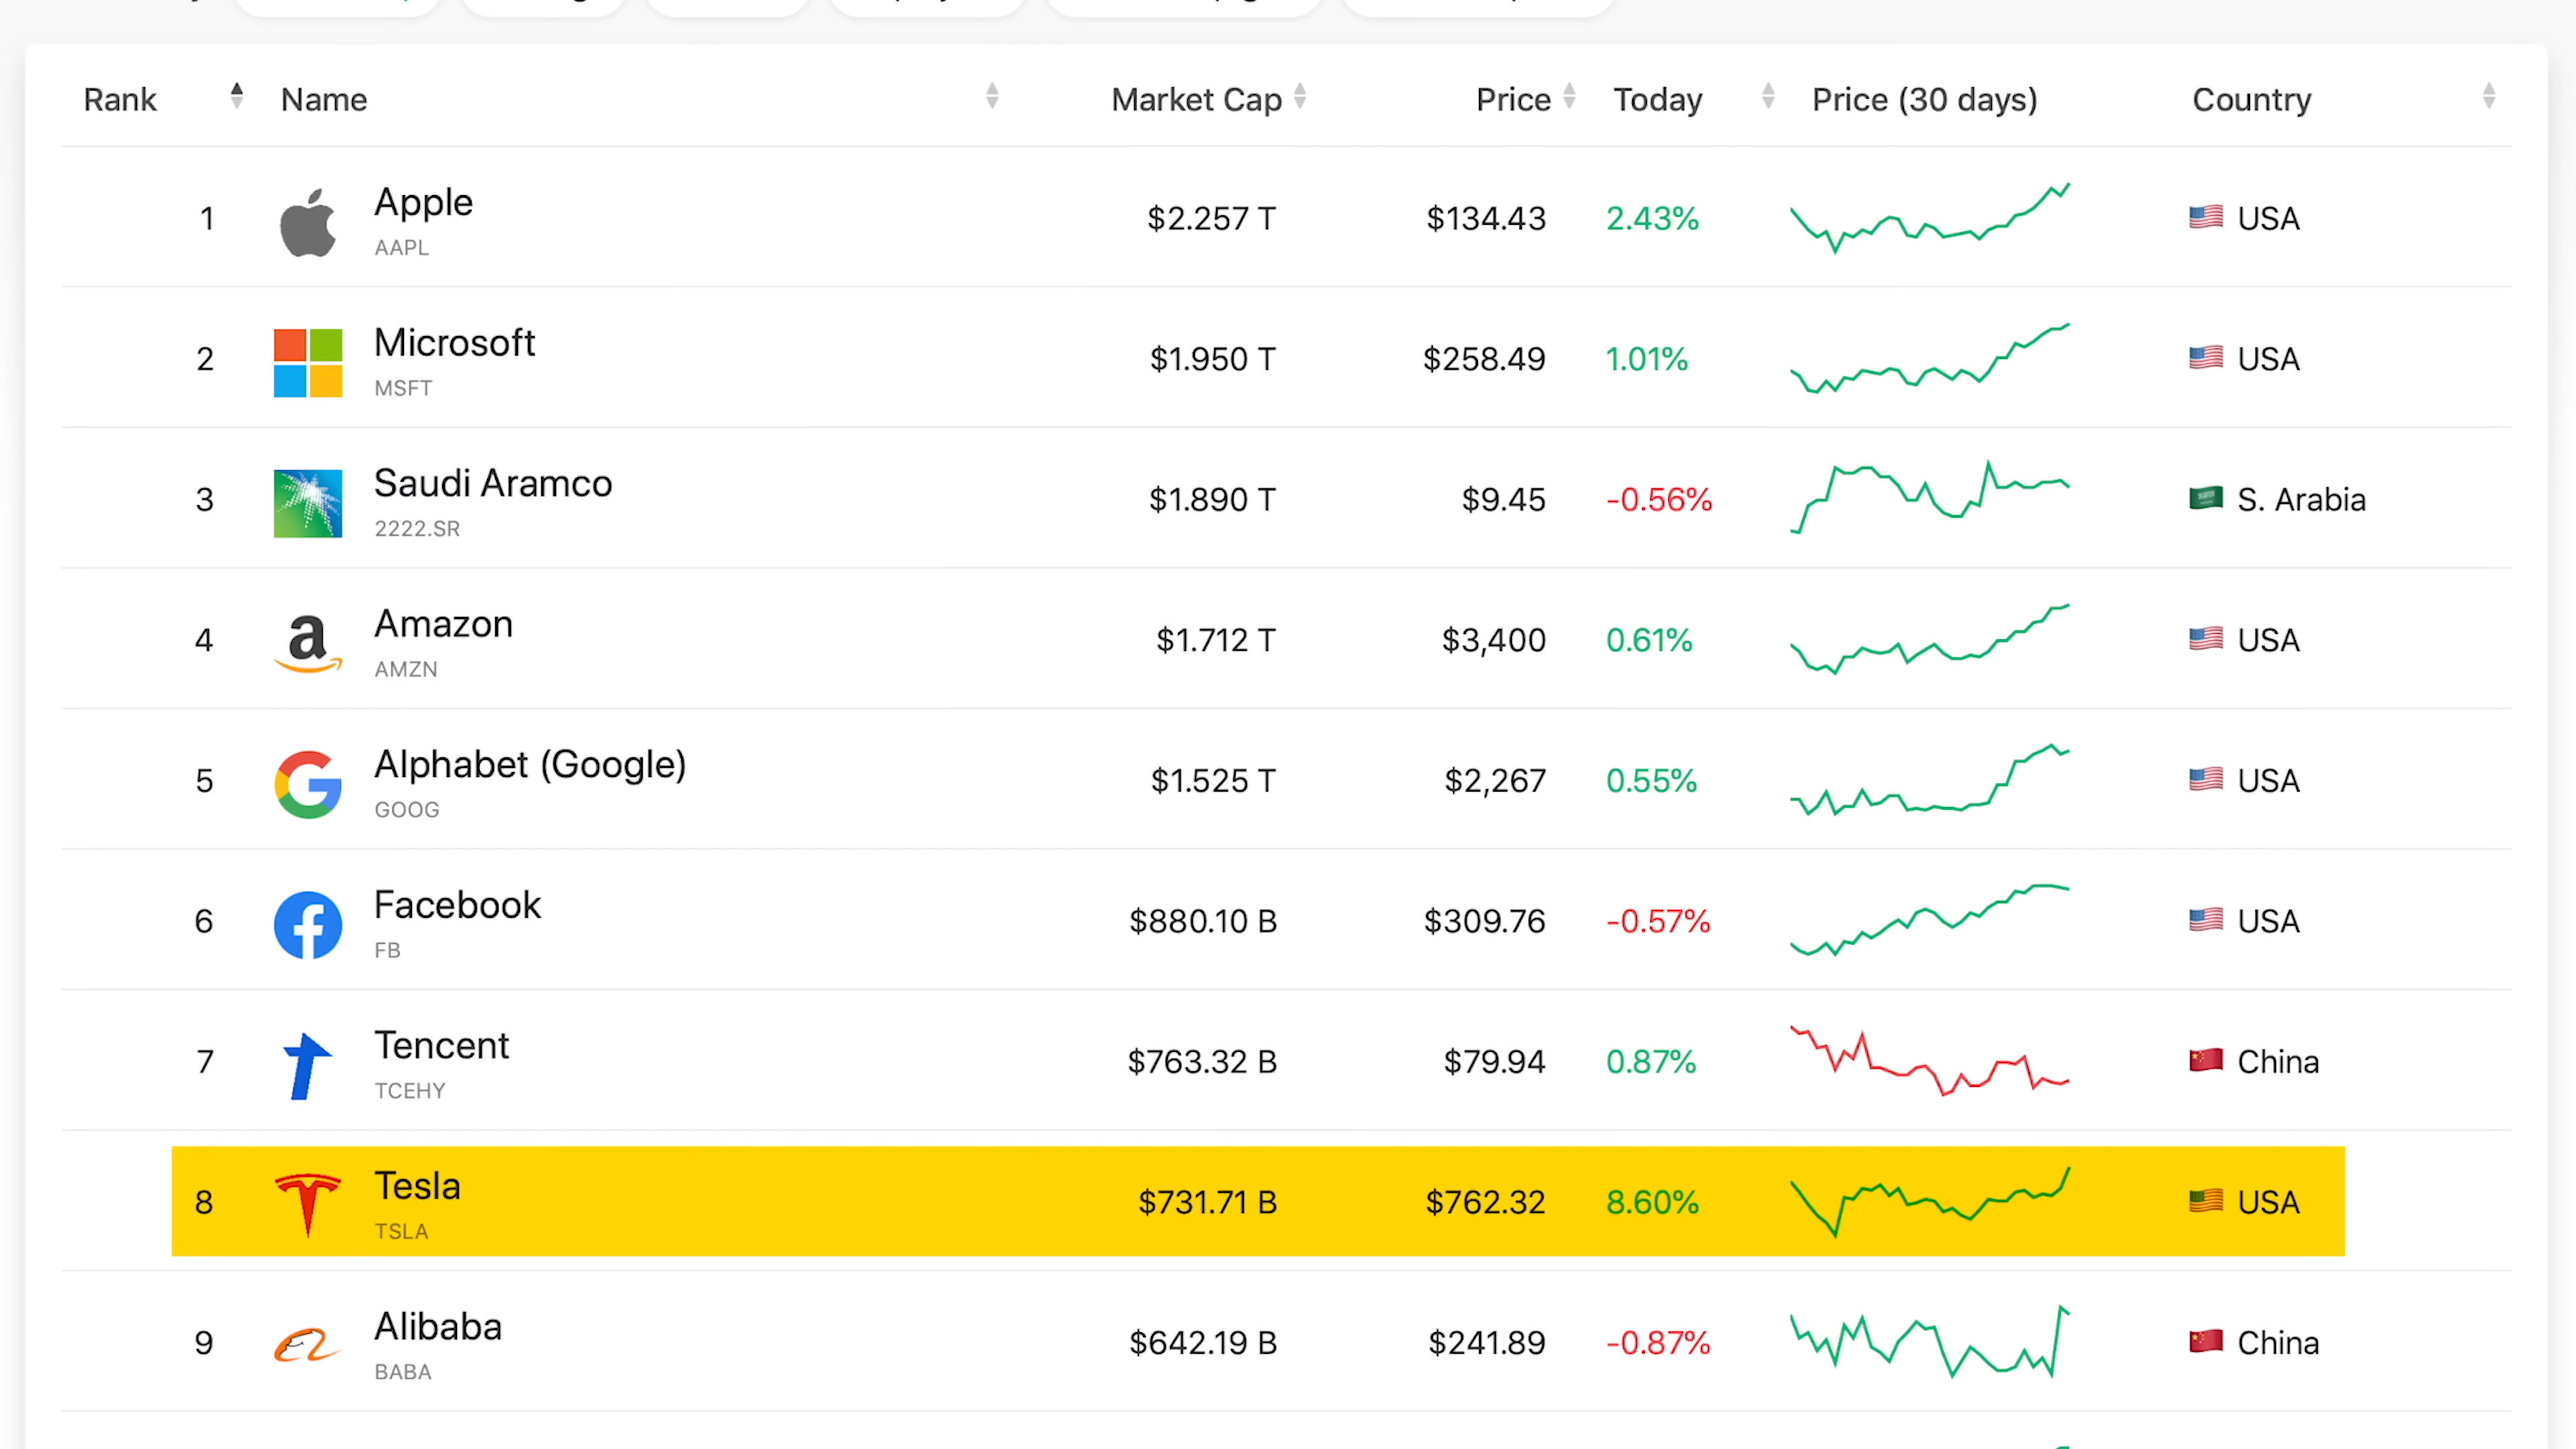 Rank Name Market Cap Price Today Price (30 days) Country
1 Apple $2.257 T $134.43 2.43% USA
AAPL
2 Microsoft $1.950 T $258.49 1.01% USA
MSFT
3 Saudi Aramco $1.890 T $9.45 -0.56% S. Arabia
2222.SR
4 Amazon $1.712 T $3,400 0.61% USA
AMZN
5 Alphabet (Google) $1.525 T $2,267 0.55% USA
GOOG
6 Facebook $880.10 B $309.76 -0.57% USA
FB
7 Tencent $763.32 B $79.94 0.87% China
TCEHY
8 Tesla $731.71 B $762.32 8.60% USA
TSLA
9 Alibaba $642.19 B $241.89 -0.87% China
BABA